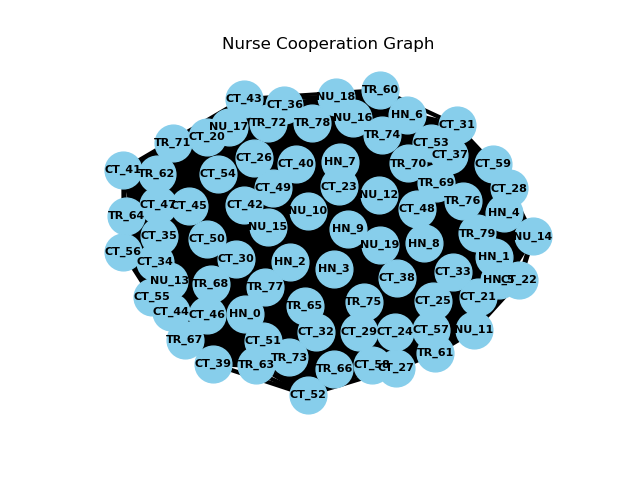 Nurse Cooperation Graph
TR_60
CT_43
NU_18
CT_36
HN_6
NU_16
TR_72
TR_78
CT_31
NU_17
TR_74
CT_20
TR_71
CT_53
CT_37
CT_26
HN_7
CT_40
TR_70
CT_59
CT_41
TR_62
CT_54
TR_69
CT_23
CT_49
CT_28
NU_12
TR_76
CT_47
CT_45
CT_42
CT_48
NU_10
HN_4
TR_64
NU_15
HN_9
TR_79
CT_35
NU_14
CT_50
NU_19
HN_8
CT_56
HN_1
CT_30
CT_34
HN_2
HN_3
CT_33
CT_38
NU_13
HN_5
CT_22
TR_68
TR_77
CT_55
CT_21
CT_25
TR_75
TR_65
CT_44
CT_46
HN_0
CT_32
CT_29
CT_24
CT_57
NU_11
TR_67
CT_51
TR_61
TR_73
CT_39
TR_63
CT_58
CT_27
TR_66
CT_52